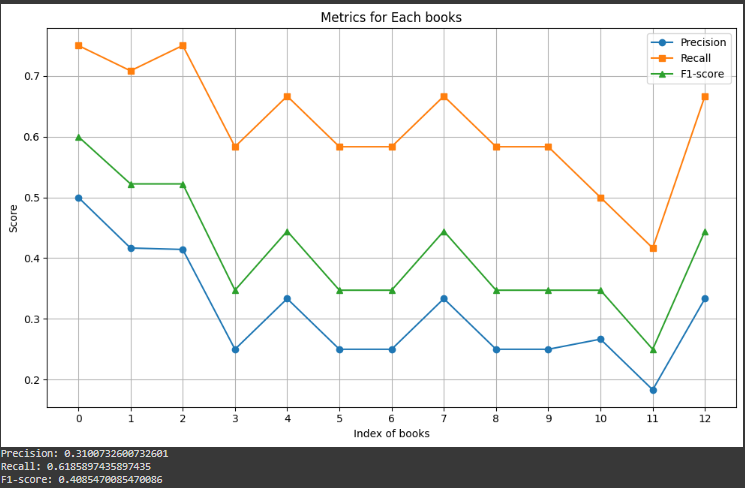 Metrics for Each books
Precision
Recall
F1-score
Score
0.7
0.6
0.5
0.4
0.3
0.2
0 1 2 3 4 5 6 7 8 9 10 11 12
Index of books
Precision: 0.3100732600732601
Recall: 0.6185897435897435
F1-score: 0.4085470085470086